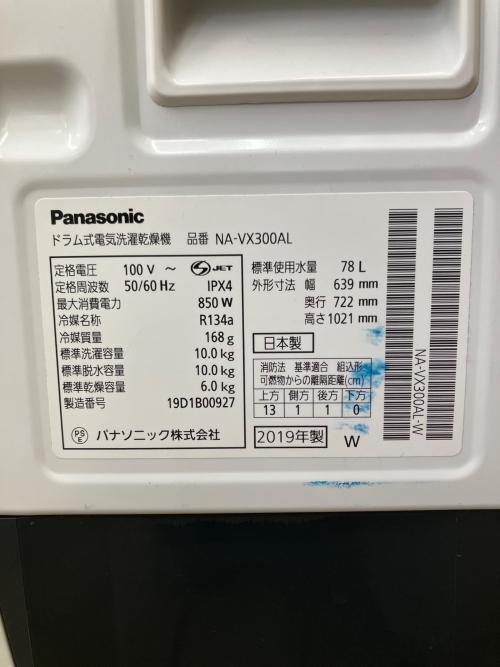 Panasonic
ドラム式電気洗濯乾燥機 品番 NA-VX300AL
定格電圧 100 V ～ S JET
定格周波数 50/60 Hz IPX4
最大消費電力 850 W
冷媒名称 R134a
冷媒質量 168 g
標準洗濯容量 10.0 kg
標準脱水容量 10.0 kg
標準乾燥容量 6.0 kg
製造番号 19D1B00927
PSE パナソニック株式会社
標準使用水量 78 L
外形寸法 幅 639 mm
奥行 722 mm
高さ 1021 mm
日本製
消防法 基準適合 組込形
可燃物からの離隔距離(cm)
上方 側方 後方 下方
13 1 1 0
2019年製 W
NA-VX300AL-W